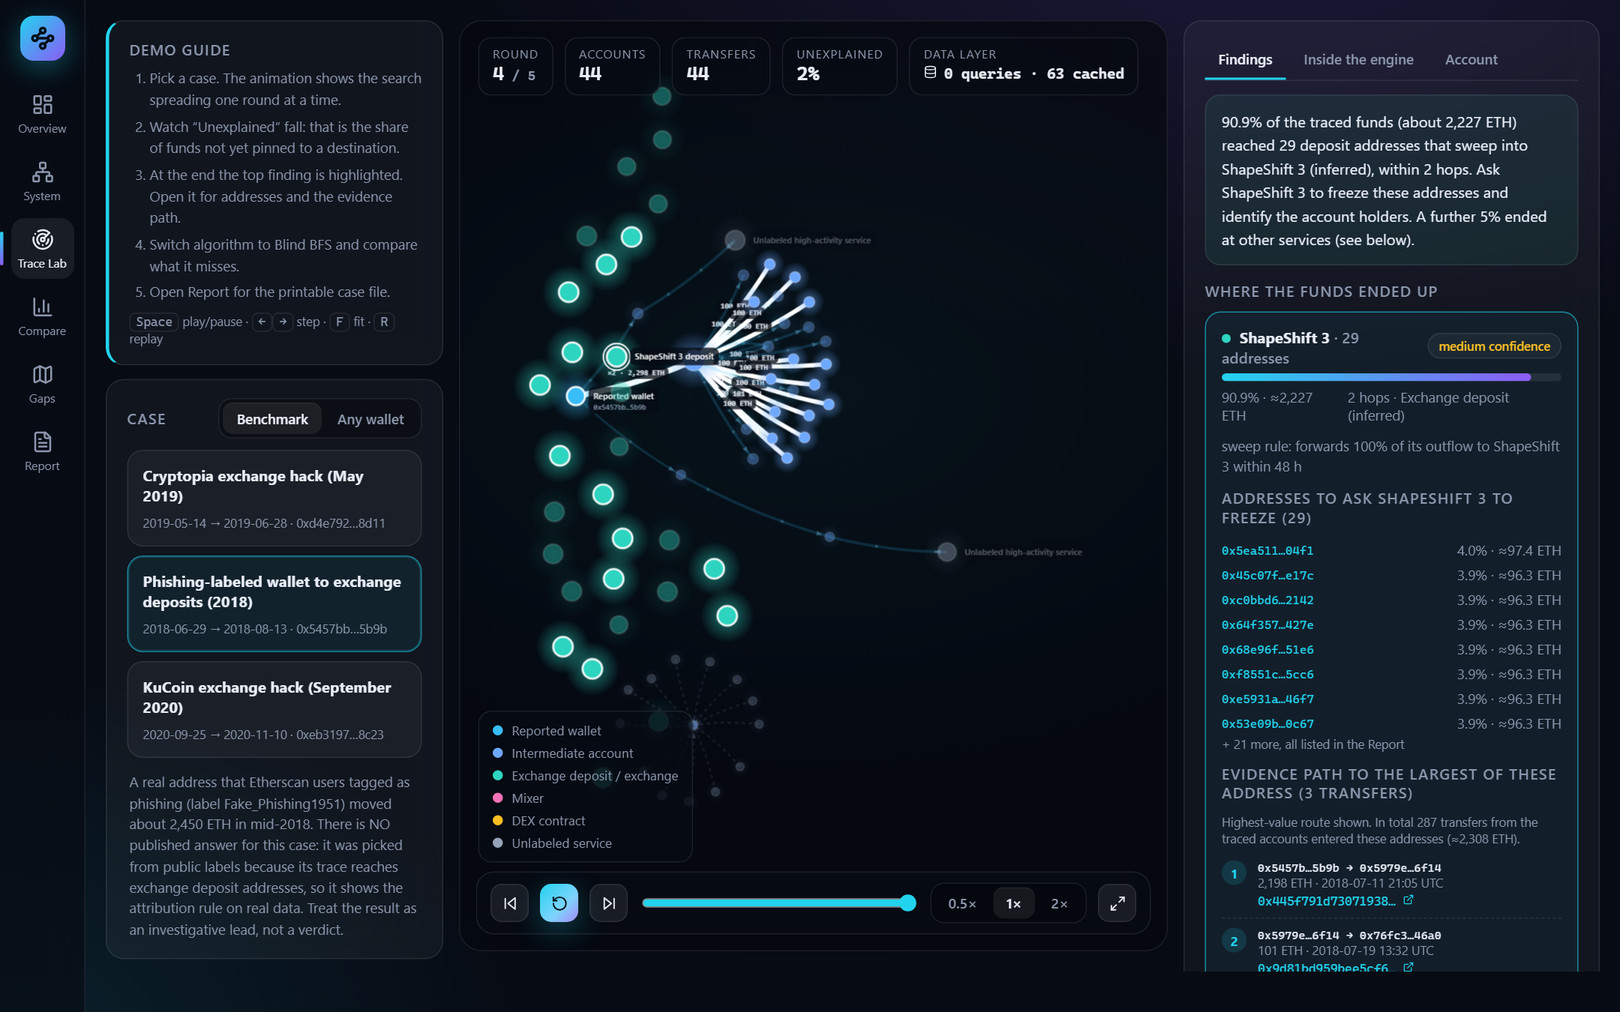 Overview
System
Trace Lab
Compare
Gaps
Report
DEMO GUIDE
1. Pick a case. The animation shows the search
spreading one round at a time.
2. Watch "Unexplained" fall: that is the share
of funds not yet pinned to a destination.
3. At the end the top finding is highlighted.
Open it for addresses and the evidence
path.
4. Switch algorithm to Blind BFS and compare
what it misses.
5. Open Report for the printable case file.
Space play/pause · ← → step · F fit · R
replay
CASE
Benchmark
Any wallet
Cryptopia exchange hack (May
2019)
2019-05-14 → 2019-06-28 · 0xd4e792…8d11
Phishing-labeled wallet to exchange
deposits (2018)
2018-06-29 → 2018-08-13 · 0x5457bb…5b9b
KuCoin exchange hack (September
2020)
2020-09-25 → 2020-11-10 · 0xeb3197…8c23
A real address that Etherscan users tagged as
phishing (label Fake_Phishing1951) moved
about 2,450 ETH in mid-2018. There is NO
published answer for this case: it was picked
from public labels because its trace reaches
exchange deposit addresses, so it shows the
attribution rule on real data. Treat the result as
an investigative lead, not a verdict.
ROUND
4 / 5
ACCOUNTS
44
TRANSFERS
44
UNEXPLAINED
2%
DATA LAYER
0 queries · 63 cached
Unlabeled high-activity service
100 ETH
100 ETH
ShapeShift 3 deposit
×2 · 2,298 ETH
100 ETH
100 ETH
100 ETH
100 ETH
Reported wallet
0x5457bb…5b9b
Unlabeled high-activity service
Reported wallet
Intermediate account
Exchange deposit / exchange
Mixer
DEX contract
Unlabeled service
0.5×
1×
2×
Findings
Inside the engine
Account
90.9% of the traced funds (about 2,227 ETH)
reached 29 deposit addresses that sweep into
ShapeShift 3 (inferred), within 2 hops. Ask
ShapeShift 3 to freeze these addresses and
identify the account holders. A further 5% ended
at other services (see below).
WHERE THE FUNDS ENDED UP
ShapeShift 3 · 29
addresses
medium confidence
90.9% · ≈2,227
ETH
2 hops · Exchange deposit
(inferred)
sweep rule: forwards 100% of its outflow to ShapeShift
3 within 48 h
ADDRESSES TO ASK SHAPESHIFT 3 TO
FREEZE (29)
0x5ea511…04f1 4.0% · ≈97.4 ETH
0x45c07f…e17c 3.9% · ≈96.3 ETH
0xc0bbd6…2142 3.9% · ≈96.3 ETH
0x64f357…427e 3.9% · ≈96.3 ETH
0x68e96f…51e6 3.9% · ≈96.3 ETH
0xf8551c…5cc6 3.9% · ≈96.3 ETH
0xe5931a…46f7 3.9% · ≈96.3 ETH
0x53e09b…0c67 3.9% · ≈96.3 ETH
+ 21 more, all listed in the Report
EVIDENCE PATH TO THE LARGEST OF THESE
ADDRESS (3 TRANSFERS)
Highest-value route shown. In total 287 transfers from the
traced accounts entered these addresses (≈2,308 ETH).
1
0x5457b…5b9b → 0x5979e…6f14
2,198 ETH · 2018-07-11 21:05 UTC
0x445f791d73071938…
2
0x5979e…6f14 → 0x76fc3…46a0
101 ETH · 2018-07-19 13:32 UTC
0x9d81bd959bee5cf6…